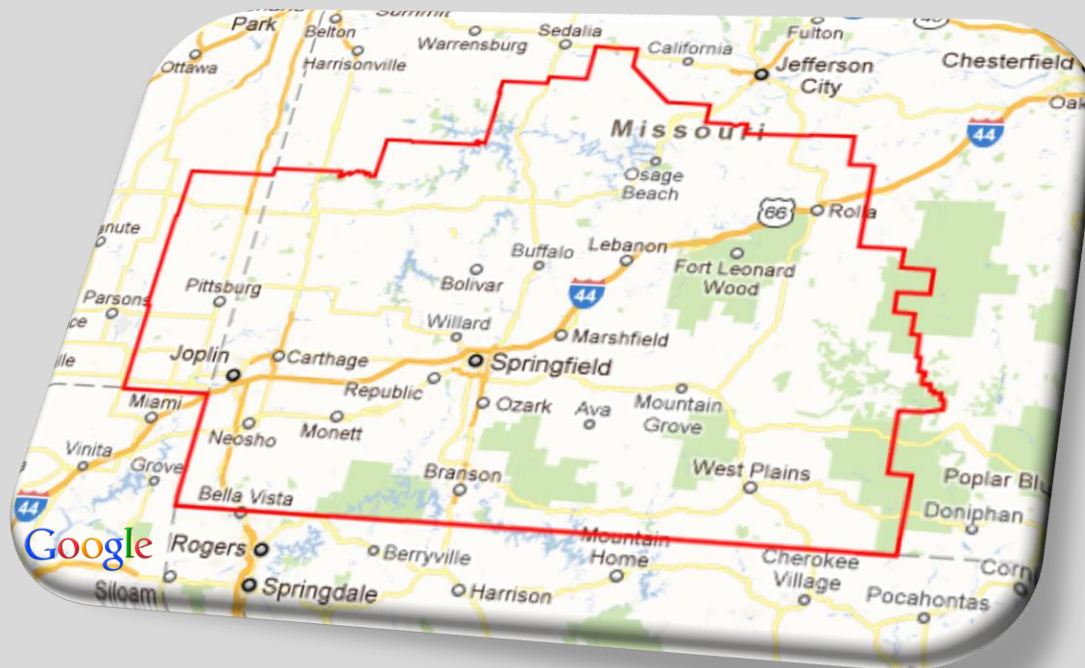 Summit
Park
Belton
Warrensburg
Sedalia
California
Fulton
Ottawa
Harrisonville
Jefferson
City
Chesterfield
Missouri
44
Osage
Beach
66
Rolla
Buffalo
Lebanon
Bolivar
Fort Leonard
Wood
44
Pittsburg
Parsons
Willard
Marshfield
Joplin
Carthage
Springfield
Republic
Miami
Ozark
Ava
Mountain
Grove
Neosho
Monett
Vinita
Grove
Branson
West Plains
Poplar
44
Bella Vista
Doniphan
Google
Rogers
Berryville
Mountain
Home
Cherokee
Village
Siloam
Springdale
Harrison
Pocahontas